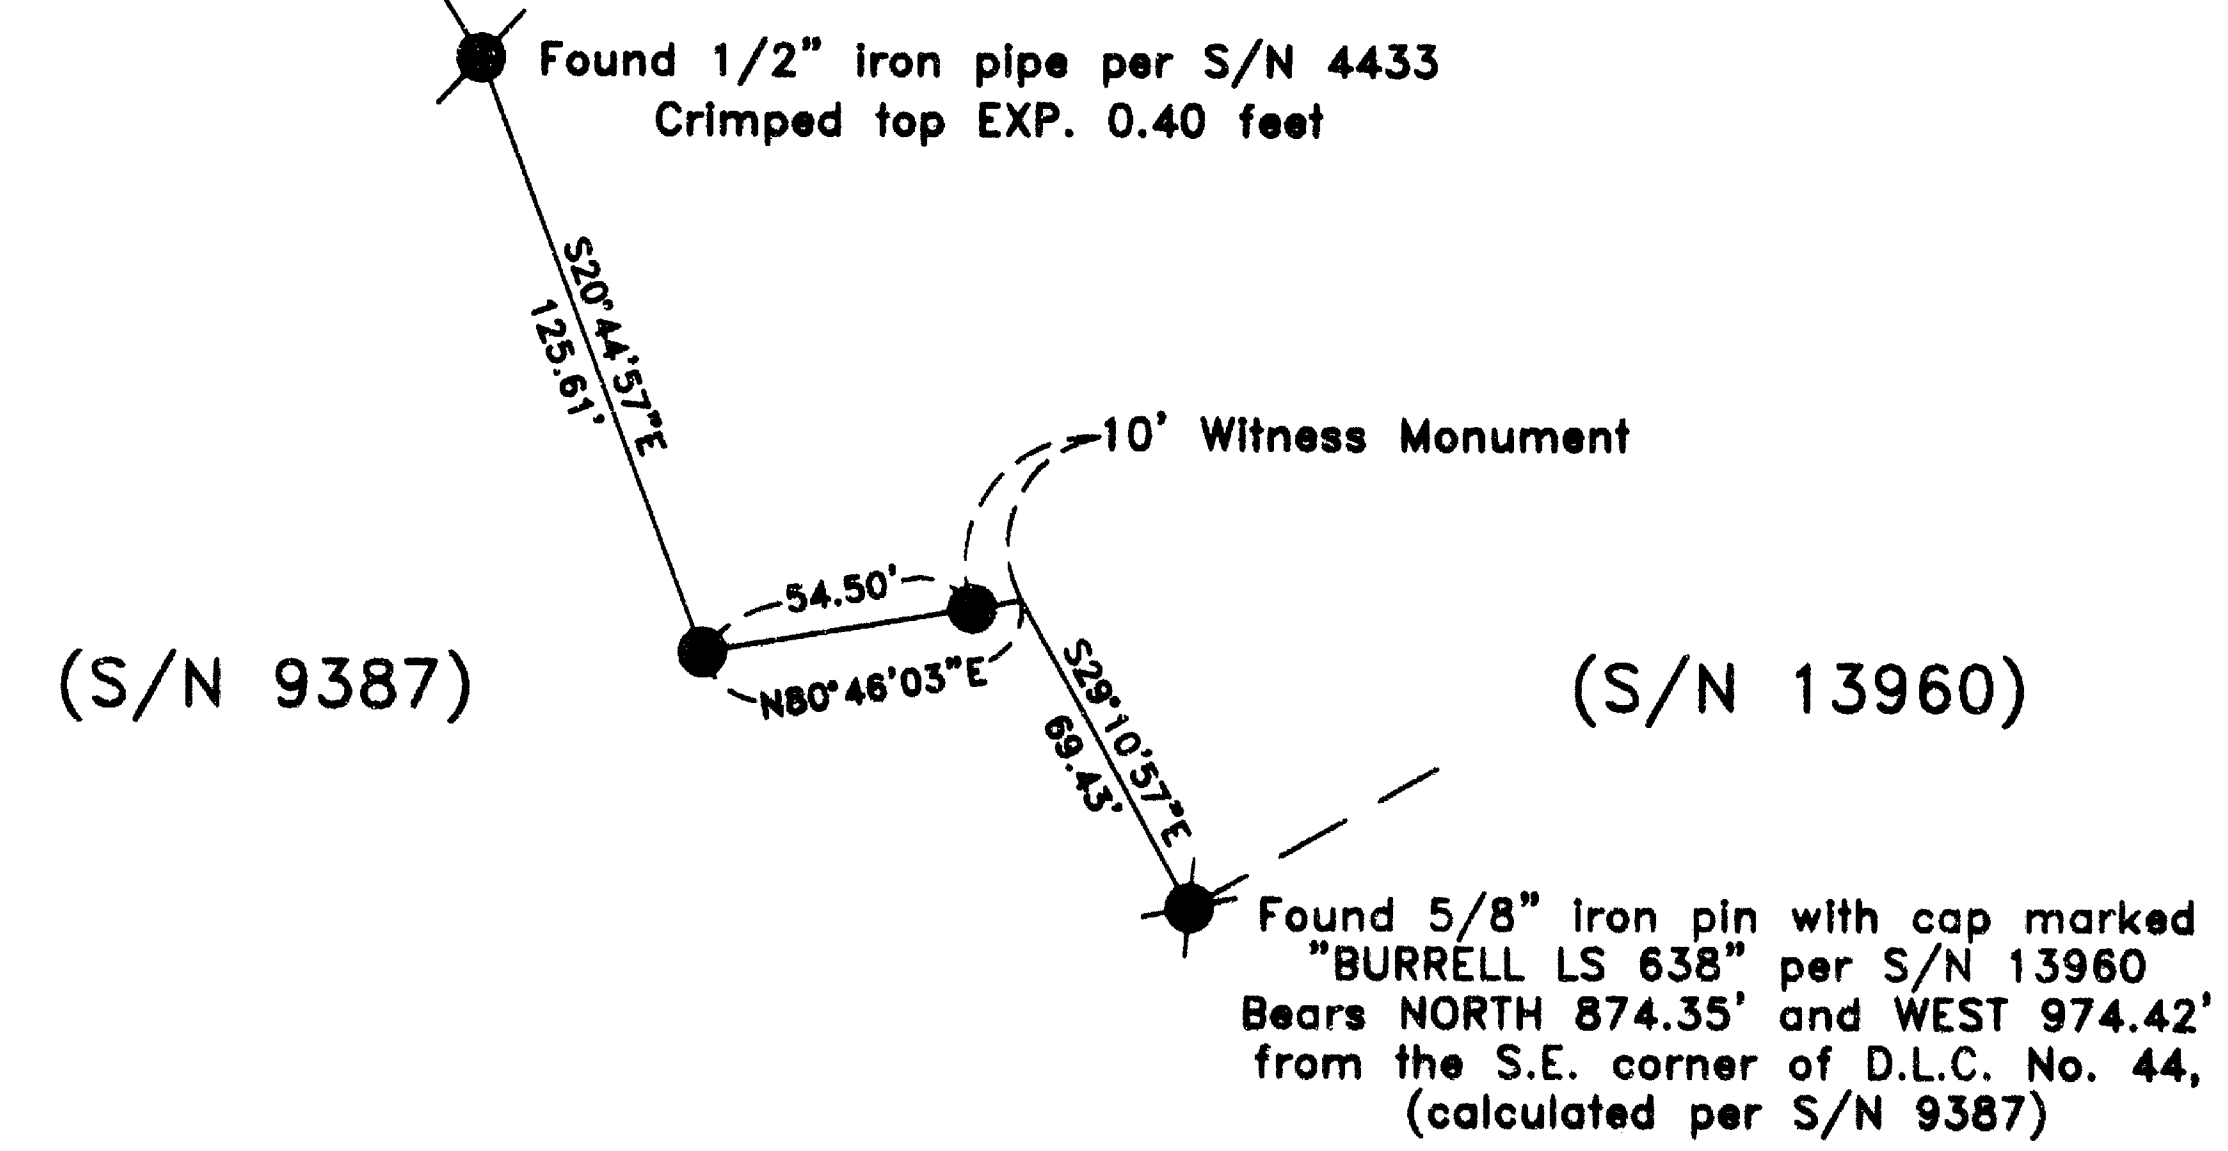 Found 1/2" iron pipe per S/N 4433
Crimped top EXP. 0.40 feet
S20°44'57"E
125.61'
10' Witness Monument
54.50'
N80°46'03"E
S29°10'57"E
69.43'
(S/N 9387)
(S/N 13960)
Found 5/8" iron pin with cap marked
"BURRELL LS 638" per S/N 13960
Bears NORTH 874.35' and WEST 974.42'
from the S.E. corner of D.L.C. No. 44,
(calculated per S/N 9387)